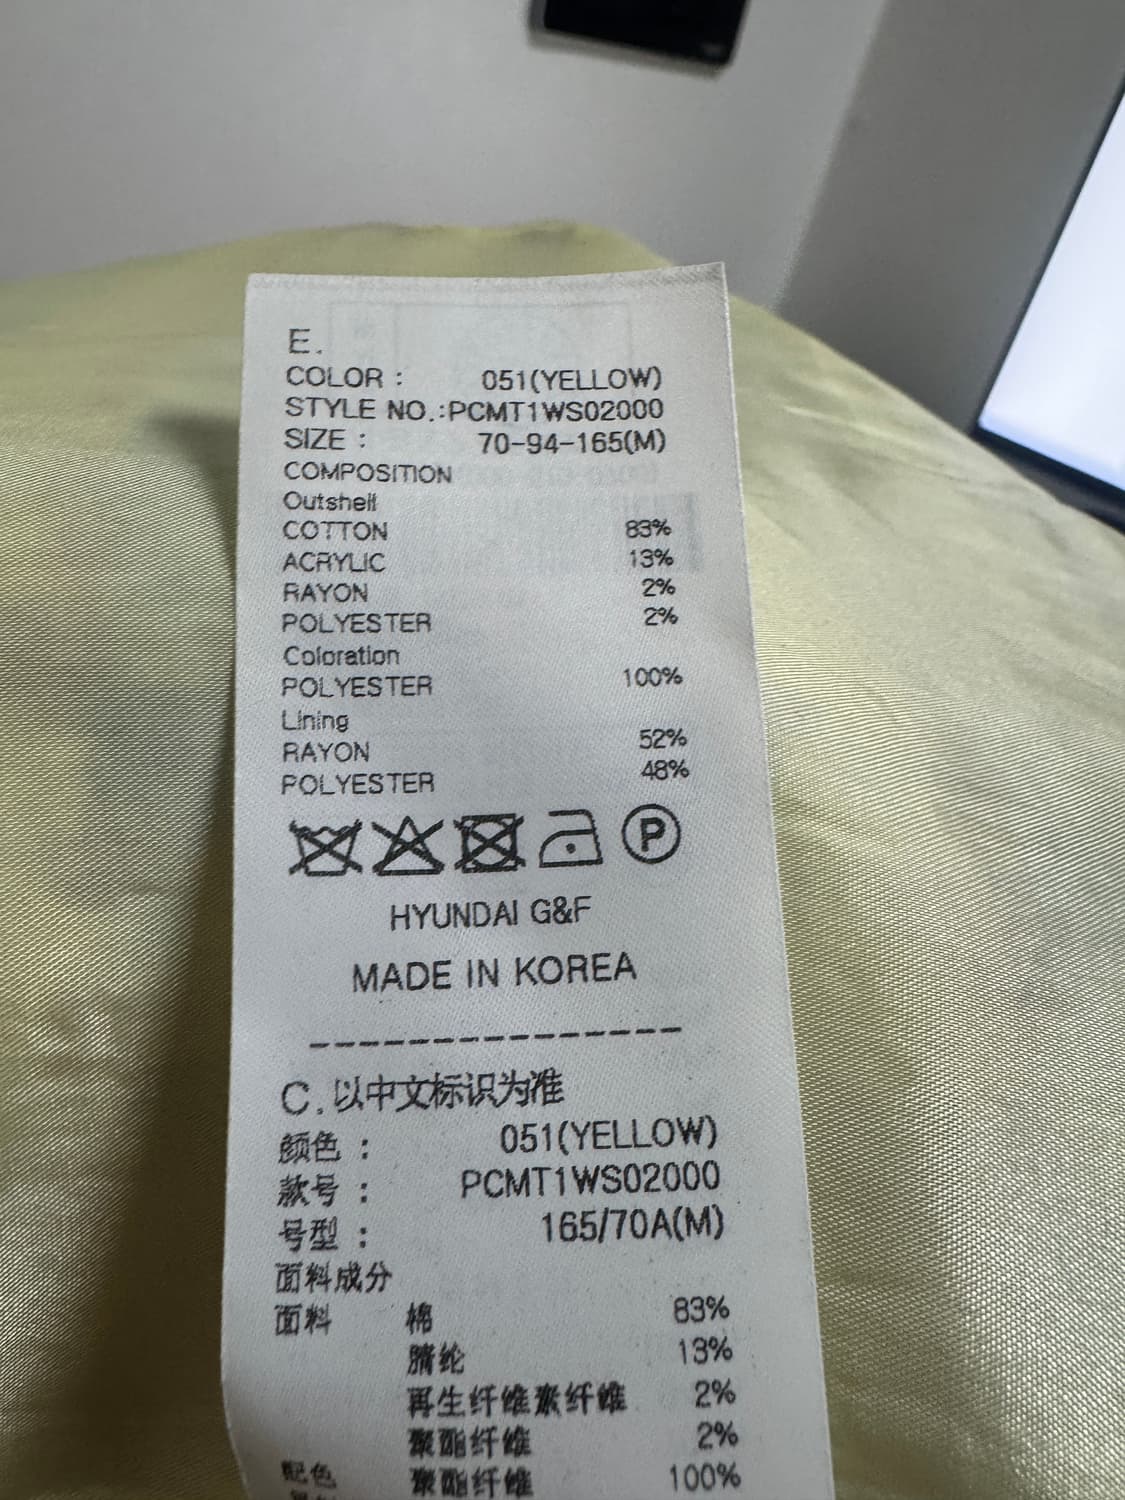 E.
COLOR : 051(YELLOW)
STYLE NO.:PCMT1WS02000
SIZE : 70-94-165(M)
COMPOSITION
Outshell
COTTON 83%
ACRYLIC 13%
RAYON 2%
POLYESTER 2%
Coloration
POLYESTER 100%
Lining
RAYON 52%
POLYESTER 48%
P
HYUNDAI G&F
MADE IN KOREA
---------------
C.以中文标识为准
颜色 : 051(YELLOW)
款号 : PCMT1WS02000
号型 : 165/70A(M)
面料成分
面料 棉 83%
腈纶 13%
再生纤维素纤维 2%
聚酯纤维 2%
配色 聚酯纤维 100%